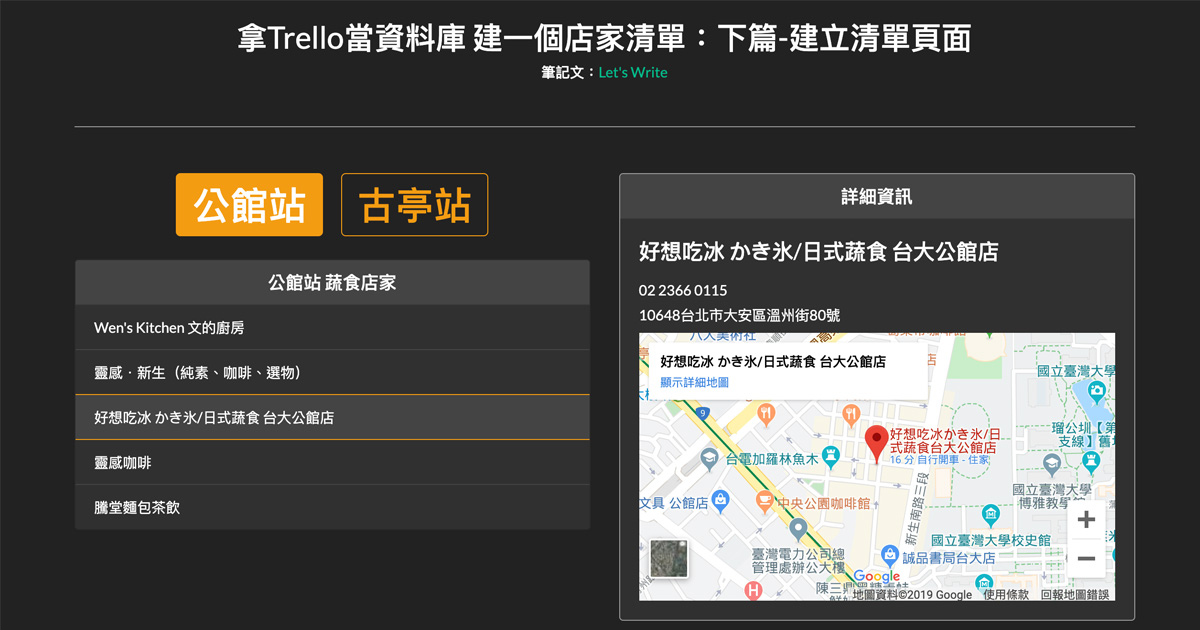 拿Trello當資料庫 建一個店家清單：下篇-建立清單頁面
筆記文：Let's Write
公館站
古亭站
公館站 蔬食店家
Wen's Kitchen 文的廚房
靈感．新生（純素、咖啡、選物）
好想吃冰 かき氷/日式蔬食 台大公館店
靈感咖啡
騰堂麵包茶飲
詳細資訊
好想吃冰 かき氷/日式蔬食 台大公館店
02 2366 0115
10648台北市大安區溫州街80號
好想吃冰 かき氷/日式蔬食 台大公館店
顯示詳細地圖
國立臺灣大學
9
好想吃冰かき氷/日
式蔬食台大公館店
16 分 自行開車 - 住家
瑠公圳【第
支線】舊
台電加羅林魚木
國立臺灣大學
博雅教學
文具 公館店
中央公園咖啡館
新生南路三段
國立臺灣大學校史館
臺灣電力公司總
管理處辦公大樓
誠品書局台大店
Google
地圖資料©2019 Google
使用條款
回報地圖錯誤